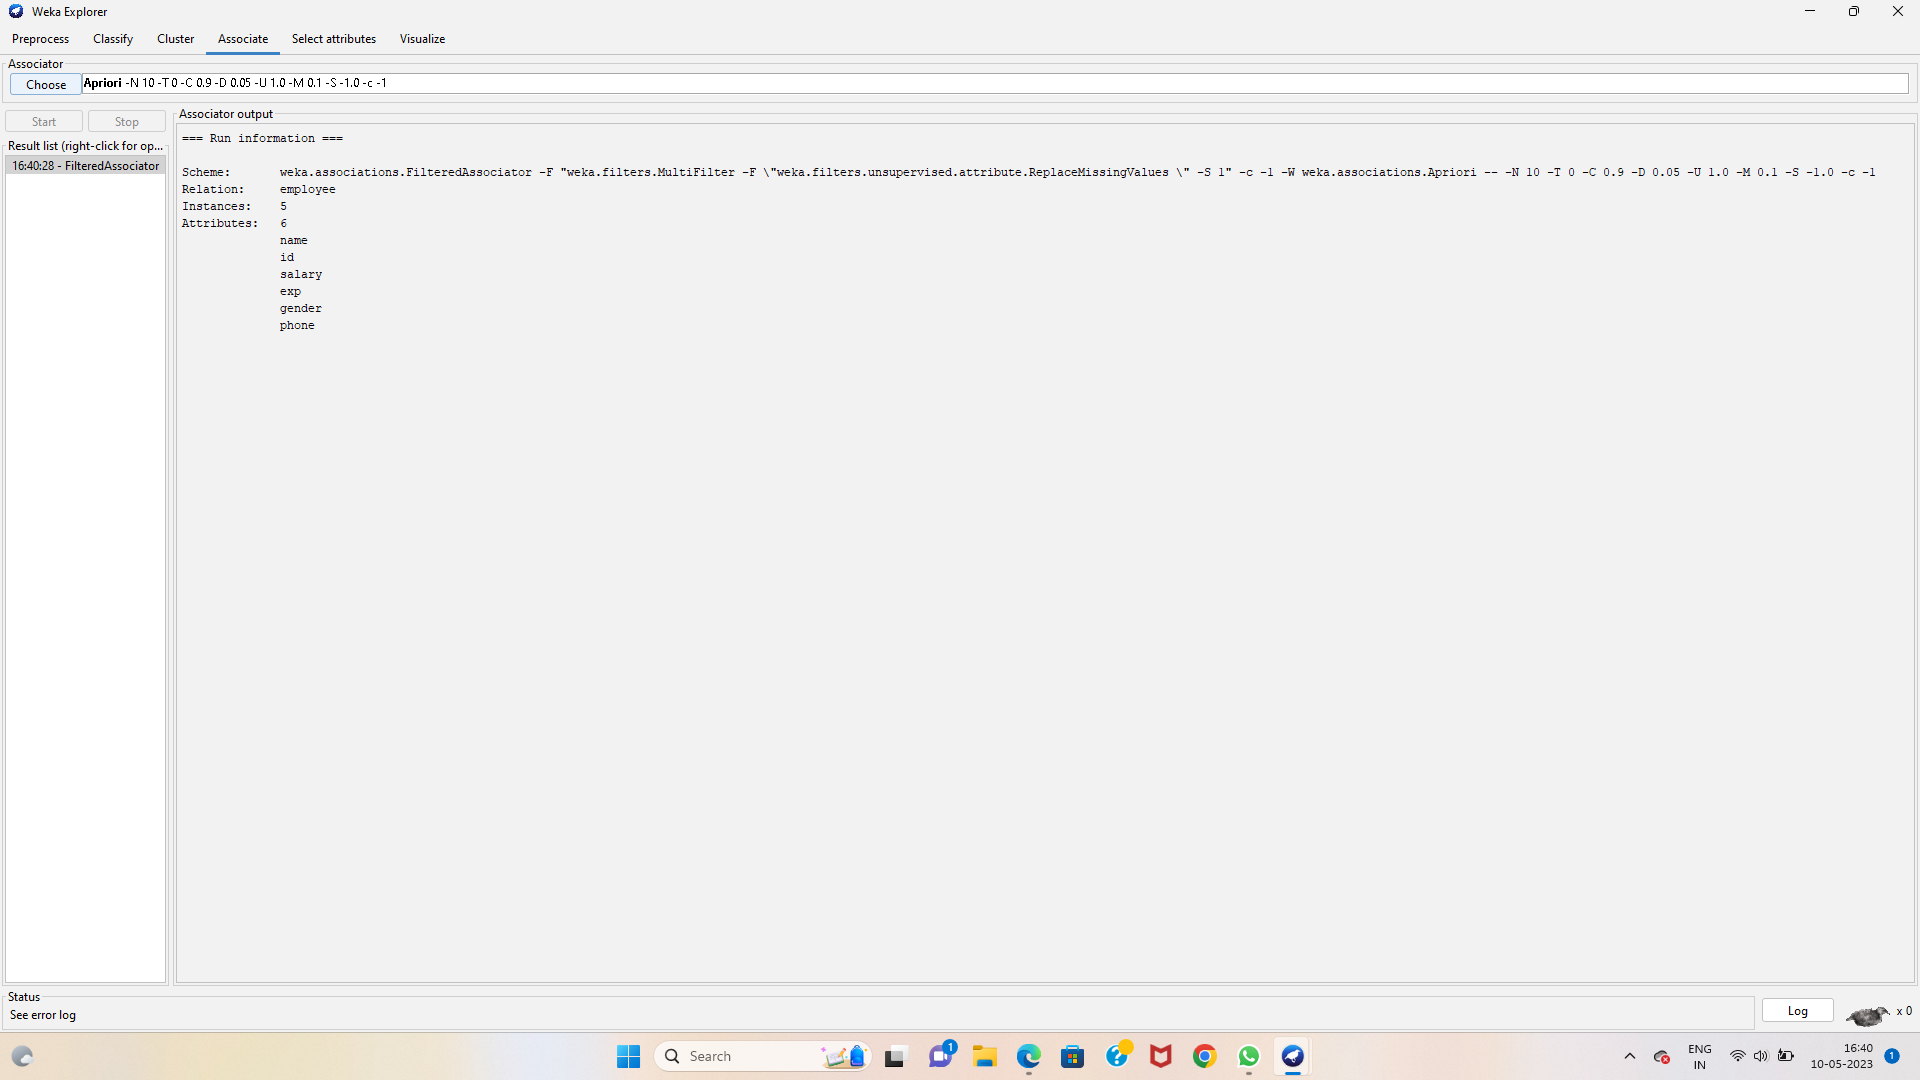 Weka Explorer
Preprocess Classify Cluster Associate Select attributes Visualize
Associator
Choose Apriori -N 10 -T 0 -C 0.9 -D 0.05 -U 1.0 -M 0.1 -S -1.0 -c -1
Start Stop
Result list (right-click for op...
16:40:28 - FilteredAssociator
Associator output
=== Run information ===
Scheme: weka.associations.FilteredAssociator -F "weka.filters.MultiFilter -F \"weka.filters.unsupervised.attribute.ReplaceMissingValues \" -S 1" -c -1 -W weka.associations.Apriori -- -N 10 -T 0 -C 0.9 -D 0.05 -U 1.0 -M 0.1 -S -1.0 -c -1
Relation: employee
Instances: 5
Attributes: 6
name
id
salary
exp
gender
phone
Status
See error log
Log
x 0
Search
1
ENG
IN
16:40
10-05-2023
1